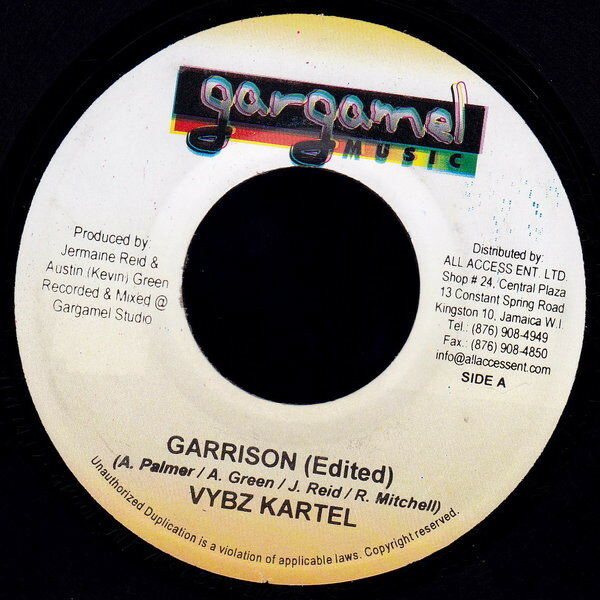 gargamel
MUSIC
Produced by:
Jermaine Reid &
Austin (Kevin) Green
Recorded & Mixed @
Gargamel Studio
Distributed by:
ALL ACCESS ENT. LTD.
Shop # 24, Central Plaza
13 Constant Spring Road
Kingston 10, Jamaica W.I.
Tel.: (876) 908-4949
Fax.: (876) 908-4850
info@allaccessent.com
SIDE A
GARRISON (Edited)
(A. Palmer / A. Green / J. Reid / R. Mitchell)
VYBZ KARTEL
Unauthorized Duplication is a violation of applicable laws. Copyright reserved.